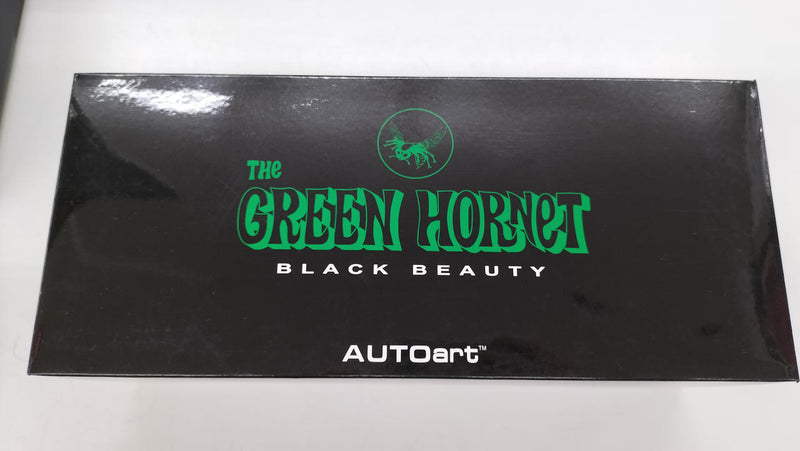 THe
GREEN HORNeT
BLACK BEAUTY
AUTOart™